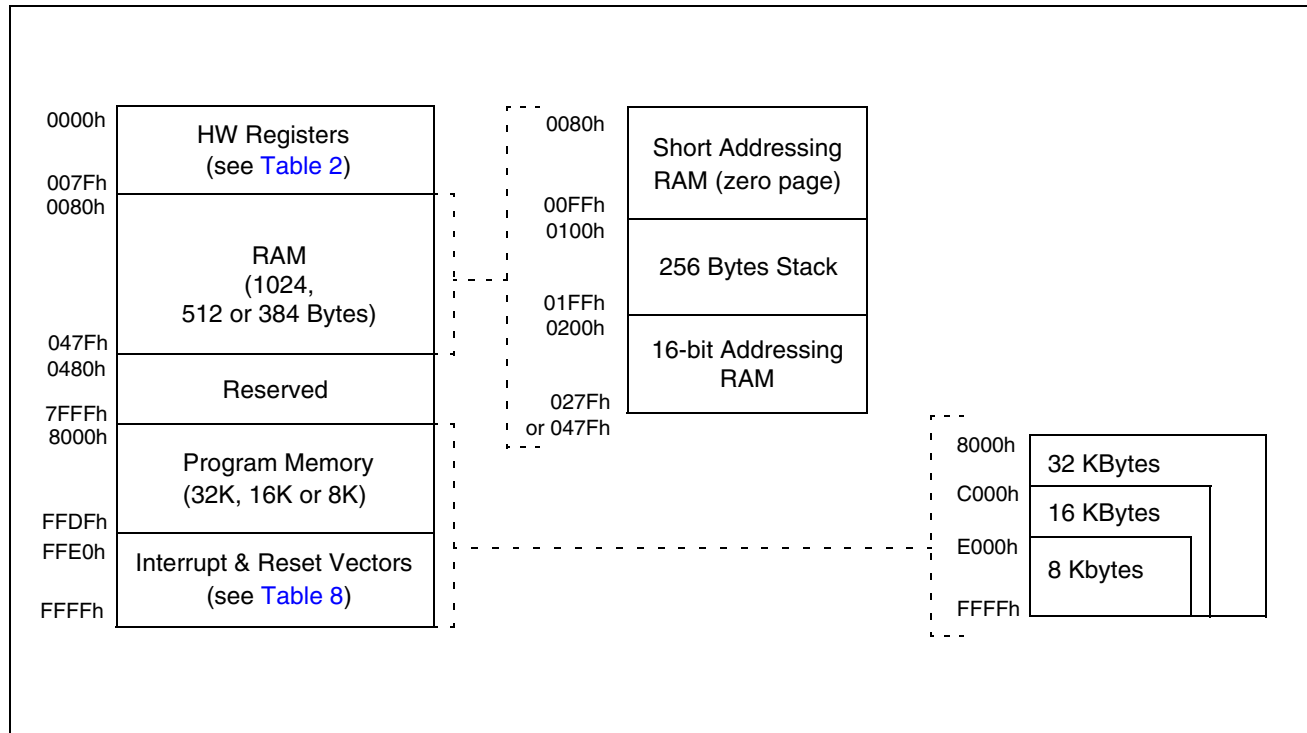 0000h
HW Registers
(see Table 2)
007Fh
0080h
RAM
(1024,
512 or 384 Bytes)
047Fh
0480h
Reserved
7FFFh
8000h
Program Memory
(32K, 16K or 8K)
FFDFh
FFE0h
Interrupt & Reset Vectors
(see Table 8)
FFFFh
0080h
Short Addressing
RAM (zero page)
00FFh
0100h
256 Bytes Stack
01FFh
0200h
16-bit Addressing
RAM
027Fh
or 047Fh
8000h
32 KBytes
C000h
16 KBytes
E000h
8 Kbytes
FFFFh